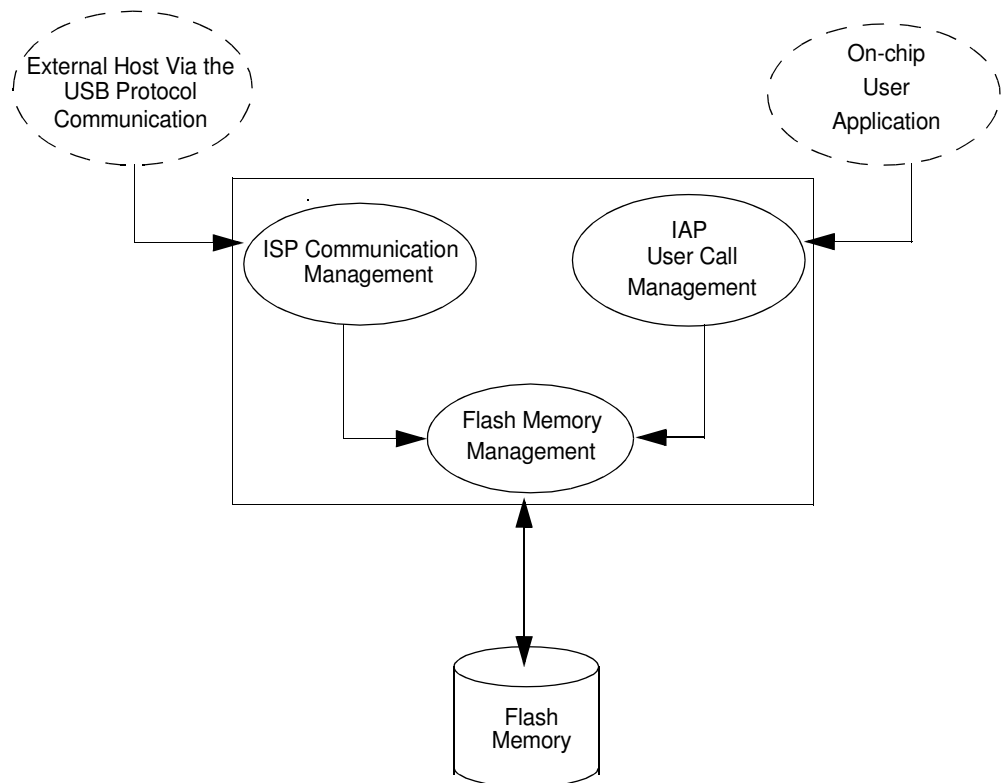 External Host Via the
USB Protocol
Communication
On-chip
User
Application
ISP Communication
Management
IAP
User Call
Management
Flash Memory
Management
Flash
Memory